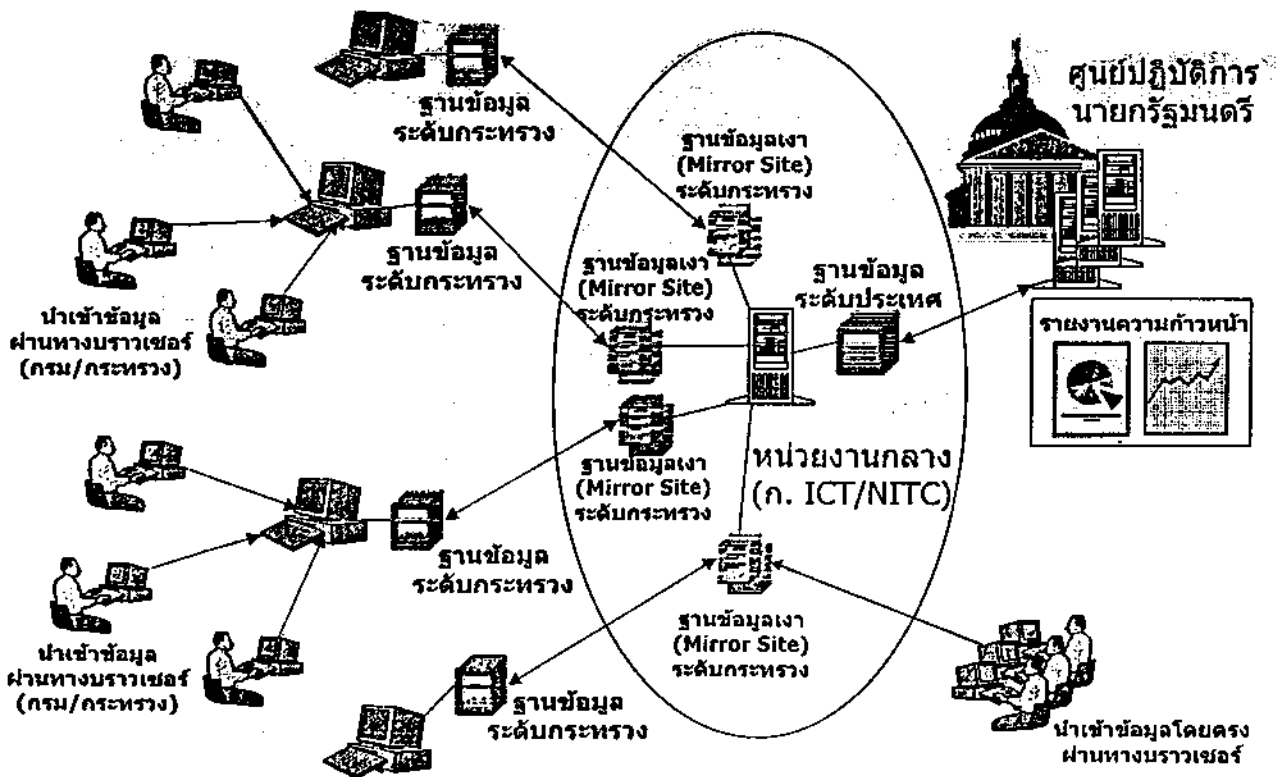 ฐานข้อมูล
ระดับกระทรวง
ศูนย์ปฏิบัติการ
นายกรัฐมนตรี
ฐานข้อมูลเงา
(Mirror Site)
ระดับกระทรวง
ฐานข้อมูล
ระดับกระทรวง
ฐานข้อมูลเงา
(Mirror Site)
ระดับกระทรวง
ฐานข้อมูล
ระดับประเทศ
นำเข้าข้อมูล
ผ่านทางบราวเซอร์
(กรม/กระทรวง)
รายงานความก้าวหน้า
ฐานข้อมูลเงา
(Mirror Site)
ระดับกระทรวง
หน่วยงานกลาง
(ก. ICT/NITC)
ฐานข้อมูล
ระดับกระทรวง
ฐานข้อมูลเงา
(Mirror Site)
ระดับกระทรวง
นำเข้าข้อมูล
ผ่านทางบราวเซอร์
(กรม/กระทรวง)
ฐานข้อมูล
ระดับกระทรวง
นำเข้าข้อมูลโดยตรง
ผ่านทางบราวเซอร์